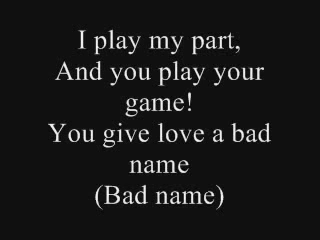 I play my part,
And you play your
game!
You give love a bad
name
(Bad name)